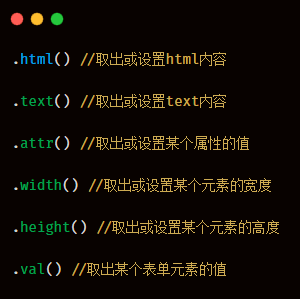 .html() //取出或设置html内容
.text() //取出或设置text内容
.attr() //取出或设置某个属性的值
.width() //取出或设置某个元素的宽度
.height() //取出或设置某个元素的高度
.val() //取出某个表单元素的值